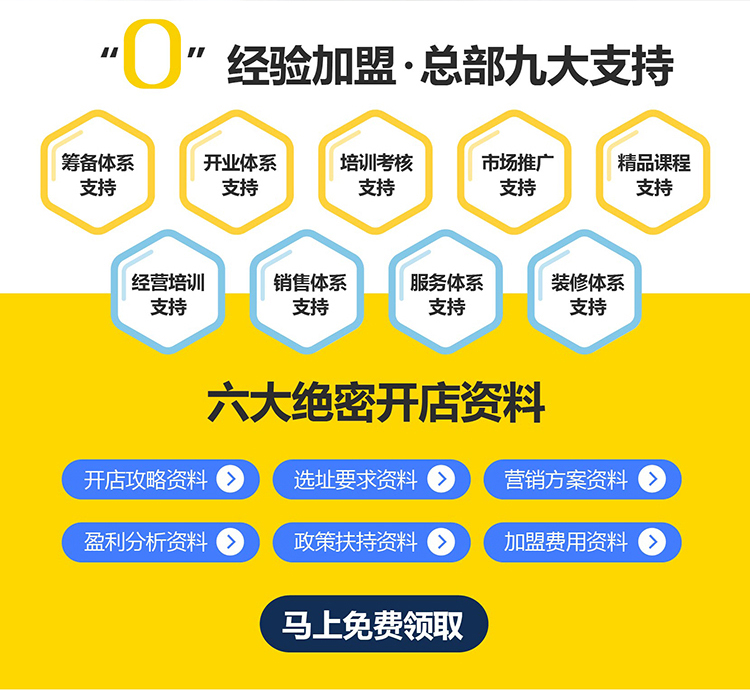 “0”经验加盟·总部九大支持
筹备体系
支持
开业体系
支持
培训考核
支持
市场推广
支持
精品课程
支持
经营培训
支持
销售体系
支持
服务体系
支持
装修体系
支持
六大绝密开店资料
开店攻略资料
选址要求资料
营销方案资料
盈利分析资料
政策扶持资料
加盟费用资料
马上免费领取